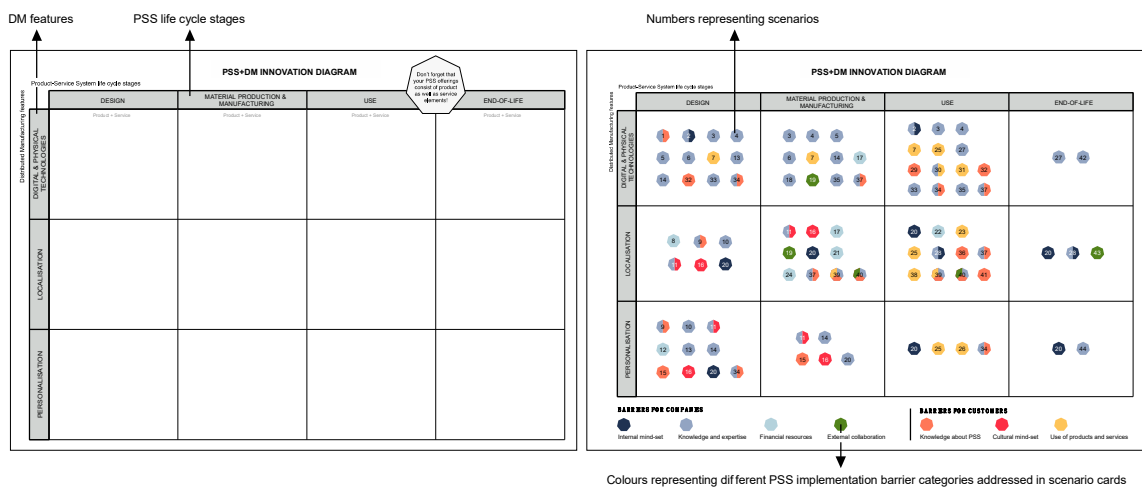 DM features
PSS life cycle stages
Numbers representing scenarios
PSS+DM INNOVATION DIAGRAM
Product-Service System life cycle stages
Don't forget that
your PSS offerings
consist of product
as well as service
elements!
Distributed Manufacturing features
DESIGN
MATERIAL PRODUCTION &
MANUFACTURING
USE
END-OF-LIFE
Product + Service
Product + Service
Product + Service
Product + Service
DIGITAL & PHYSICAL
TECHNOLOGIES
LOCALISATION
PERSONALISATION
PSS+DM INNOVATION DIAGRAM
Product-Service System life cycle stages
Distributed Manufacturing features
DESIGN
MATERIAL PRODUCTION &
MANUFACTURING
USE
END-OF-LIFE
DIGITAL & PHYSICAL
TECHNOLOGIES
1 2 3 4
5 6 7 13
14 32 33 34
3 4 5
6 7 14 17
18 19 35 37
2 3 4
7 25 27
29 30 31 32
33 34 35 37
27 42
LOCALISATION
8 9 10
11 16 20
11 16 17
19 20 21
24 37 39 40
20 22 23
25 28 36 37
38 39 40 41
20 28 43
PERSONALISATION
9 10 11
12 13 14
15 16 20 34
11 14
15 16 20
20 25 26 34
20 44
BARRIERS FOR COMPANIES
Internal mind-set
Knowledge and expertise
Financial resources
External collaboration
BARRIERS FOR CUSTOMERS
Knowledge about PSS
Cultural mind-set
Use of products and services
Colours representing different PSS implementation barrier categories addressed in scenario cards